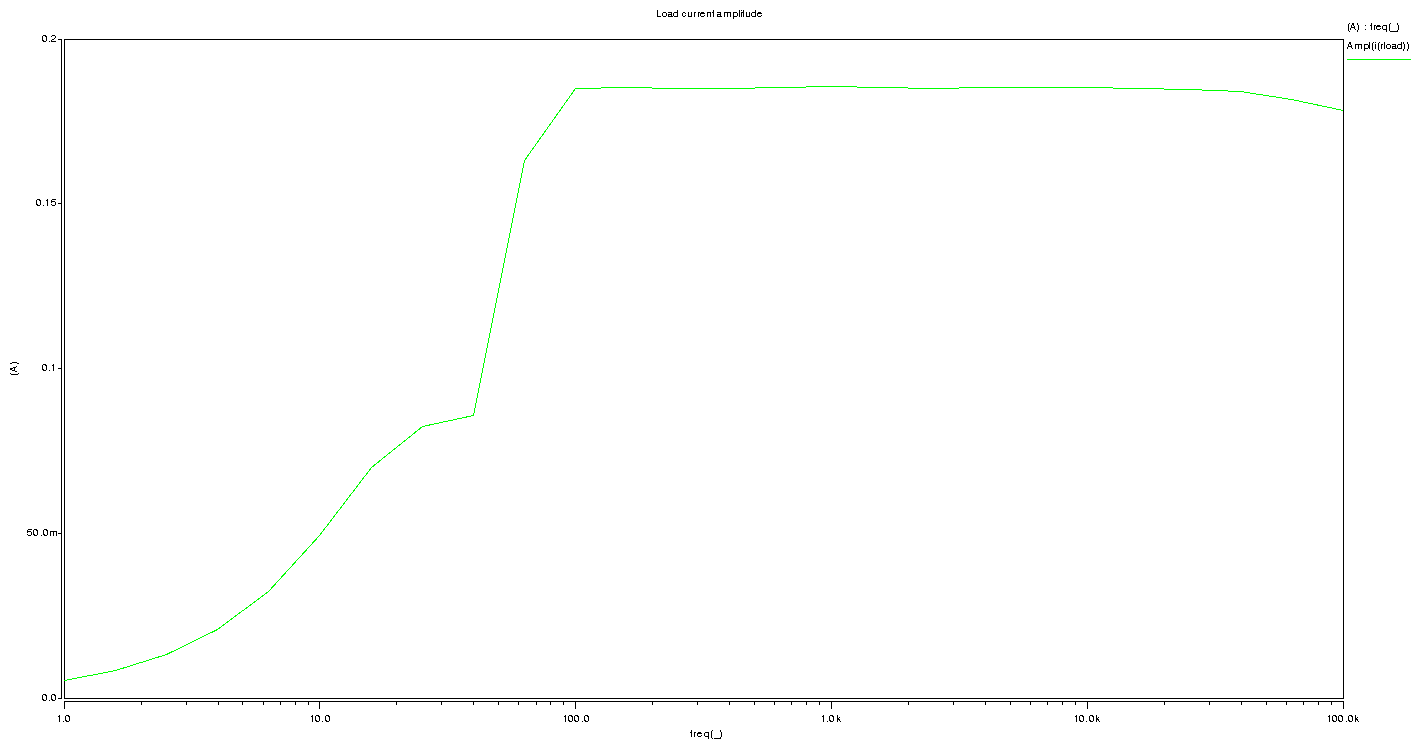 Load current amplitude
(A) : freq(_)
Ampl(i(rload))
0.2
0.15
0.1
(A)
50.0m
0.0
1.0 10.0 100.0 1.0k 10.0k 100.0k
freq(_)